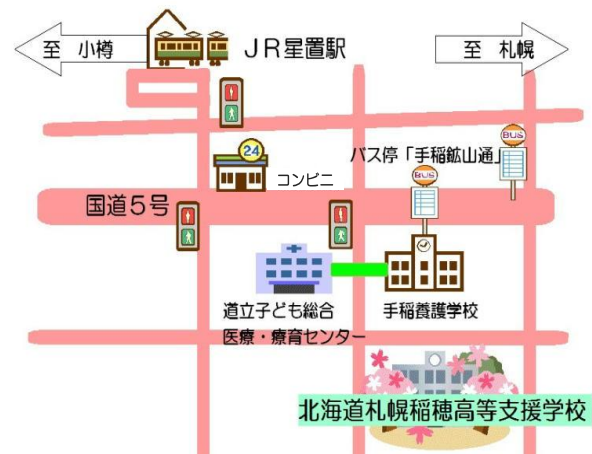 至 小樽
JR星置駅
至 札幌
24
コンビニ
バス停「手稲鉱山通」
BUS
BUS
国道5号
道立子ども総合
医療・療育センター
手稲養護学校
北海道札幌稲穂高等支援学校